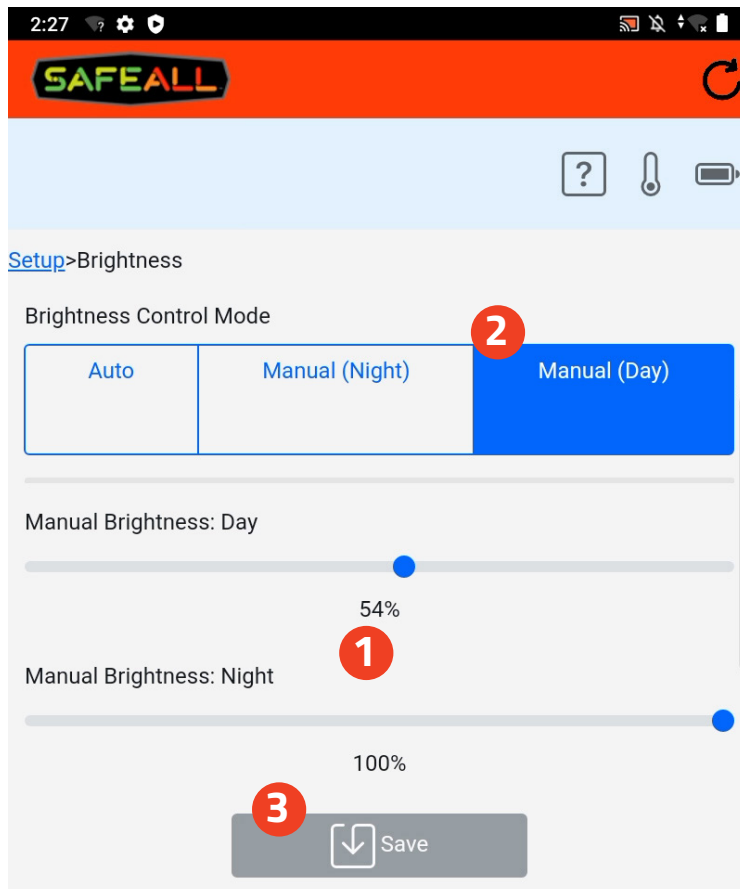 2:27
SAFEALL
?
Setup>Brightness
Brightness Control Mode
2
Auto Manual (Night) Manual (Day)
Manual Brightness: Day
54%
1
Manual Brightness: Night
100%
3
Save